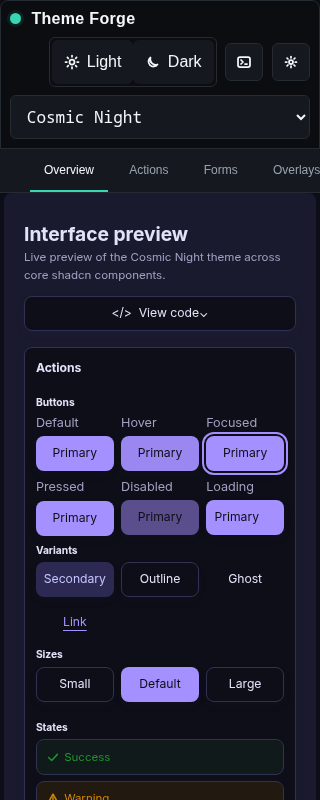 Theme Forge
Light Dark
Cosmic Night
Overview Actions Forms Overlays
Interface preview
Live preview of the Cosmic Night theme across
core shadcn components.
</> View code
Actions
Buttons
Default Hover Focused
Primary Primary Primary
Pressed Disabled Loading
Primary Primary Primary
Variants
Secondary Outline Ghost
Link
Sizes
Small Default Large
States
Success
Warning